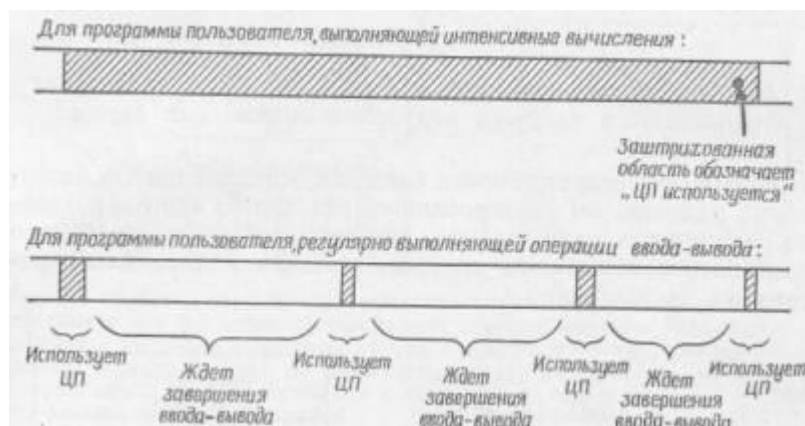 Для программы пользователя, выполняющей интенсивные вычисления:
Заштрихованная
область обозначает
„ЦП используется“
Для программы пользователя, регулярно выполняющей операции ввода-вывода:
Использует
ЦП
Ждет
завершения
ввода-вывода
Использует
ЦП
Ждет
завершения
ввода-вывода
Использует
ЦП
Ждет
завершения
ввода-вывода
Использует
ЦП